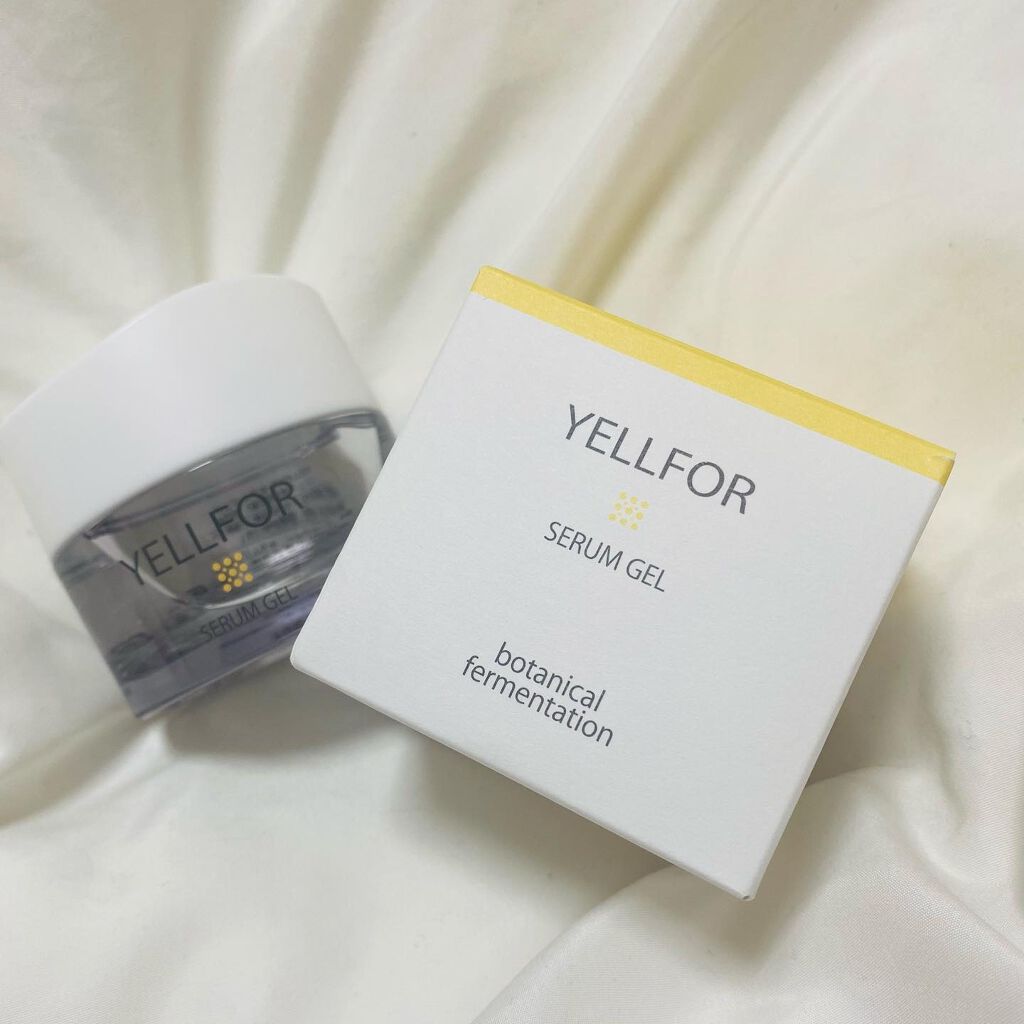 YELLFOR
SERUM GEL
YELLFOR
SERUM GEL
botanical
fermentation